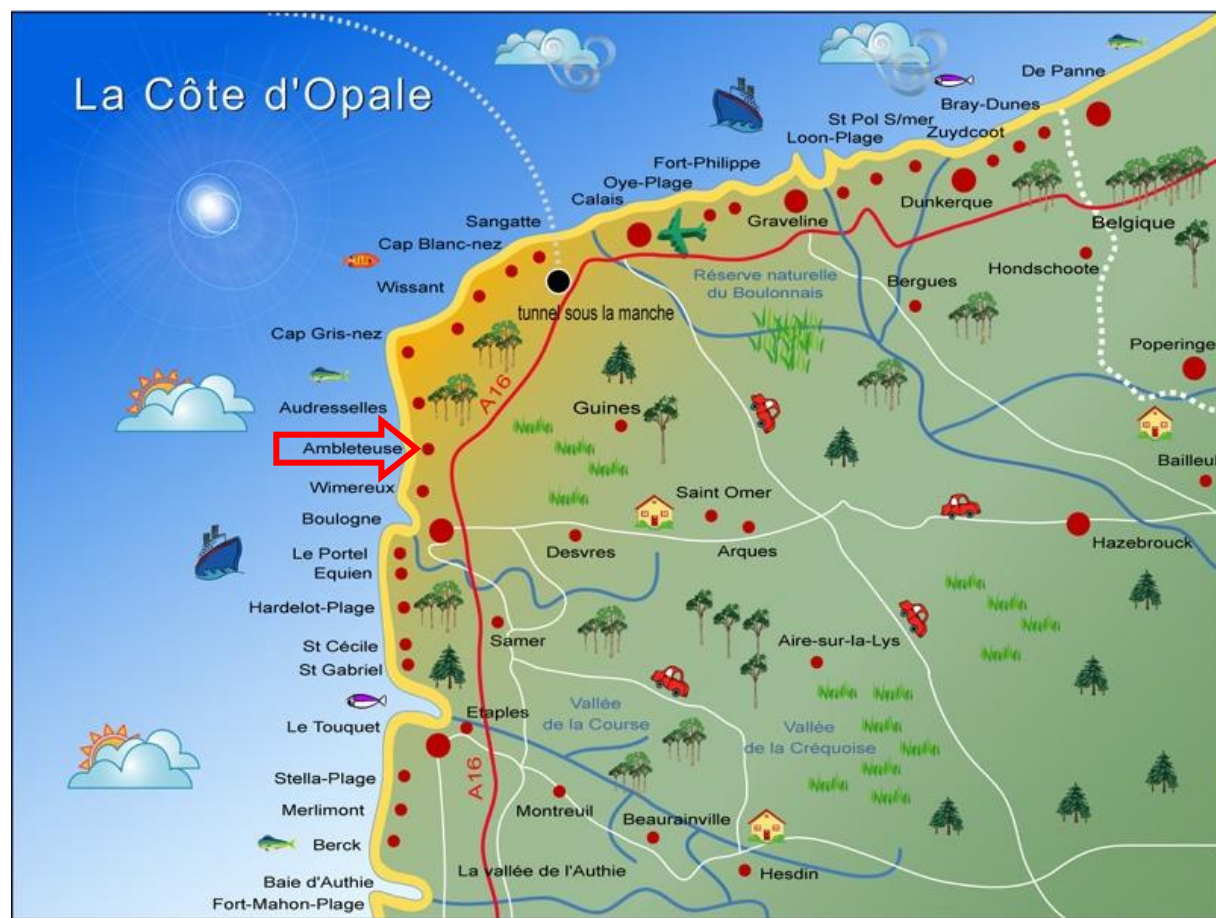 La Côte d'Opale
De Panne
Bray-Dunes
St Pol S/mer
Zuydcoot
Loon-Plage
Fort-Philippe
Oye-Plage
Calais
Graveline
Dunkerque
Belgique
Sangatte
Cap Blanc-nez
Hondschoote
Réserve naturelle
du Boulonnais
Bergues
Wissant
tunnel sous la manche
Cap Gris-nez
Poperinge
A16
Audresselles
Guines
Ambleteuse
Bailleul
Wimereux
Saint Omer
Boulogne
Hazebrouck
Le Portel
Desvres
Arques
Equien
Hardelot-Plage
Samer
Aire-sur-la-Lys
St Cécile
St Gabriel
Vallée
de la Course
Etaples
Le Touquet
Vallée
de la Créquoise
A16
Stella-Plage
Merlimont
Montreuil
Beaurainville
Berck
La vallée de l'Authie
Hesdin
Baie d'Authie
Fort-Mahon-Plage